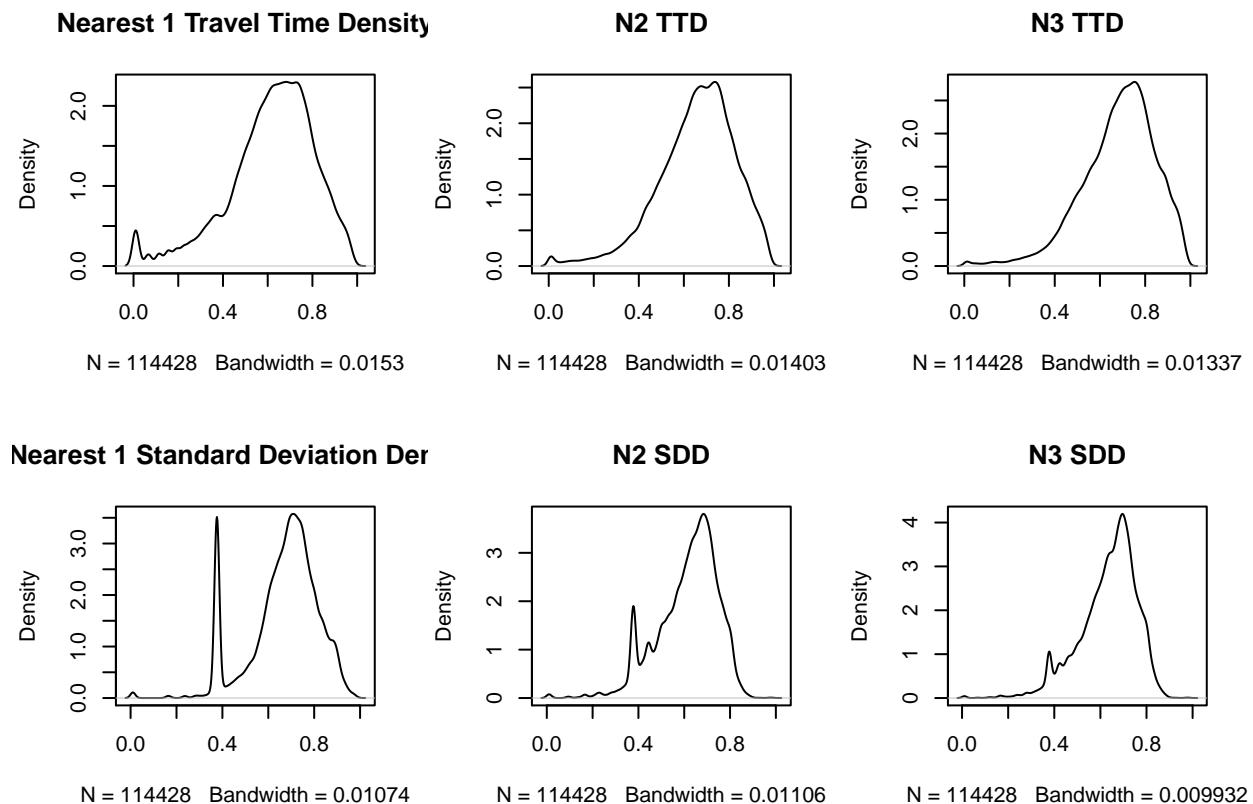 Nearest 1 Travel Time Density
N2 TTD
N3 TTD
Density
0.0 1.0 2.0
0.0 0.4 0.8
N = 114428 Bandwidth = 0.0153
Density
0.0 1.0 2.0
0.0 0.4 0.8
N = 114428 Bandwidth = 0.01403
Density
0.0 1.0 2.0
0.0 0.4 0.8
N = 114428 Bandwidth = 0.01337
Nearest 1 Standard Deviation Den
N2 SDD
N3 SDD
Density
0.0 1.0 2.0 3.0
0.0 0.4 0.8
N = 114428 Bandwidth = 0.01074
Density
0 1 2 3
0.0 0.4 0.8
N = 114428 Bandwidth = 0.01106
Density
0 1 2 3 4
0.0 0.4 0.8
N = 114428 Bandwidth = 0.009932